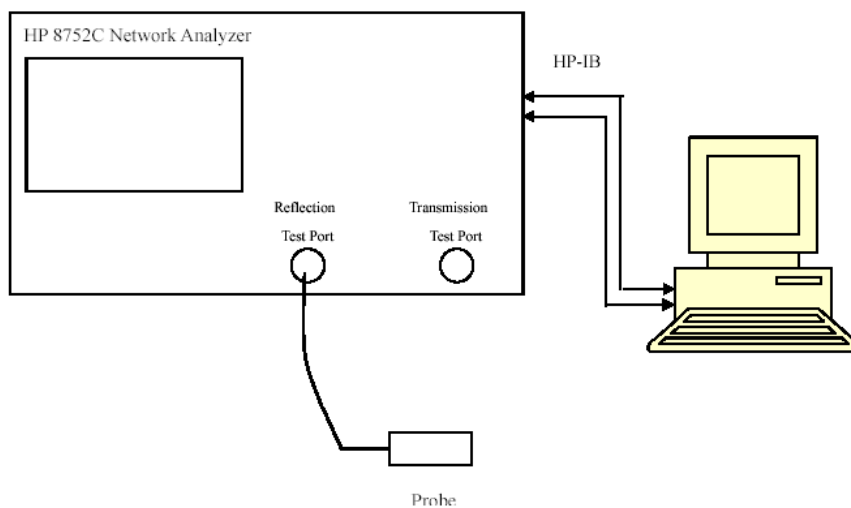 HP 8752C Network Analyzer
HP-IB
Reflection
Test Port
Transmission
Test Port
Probe